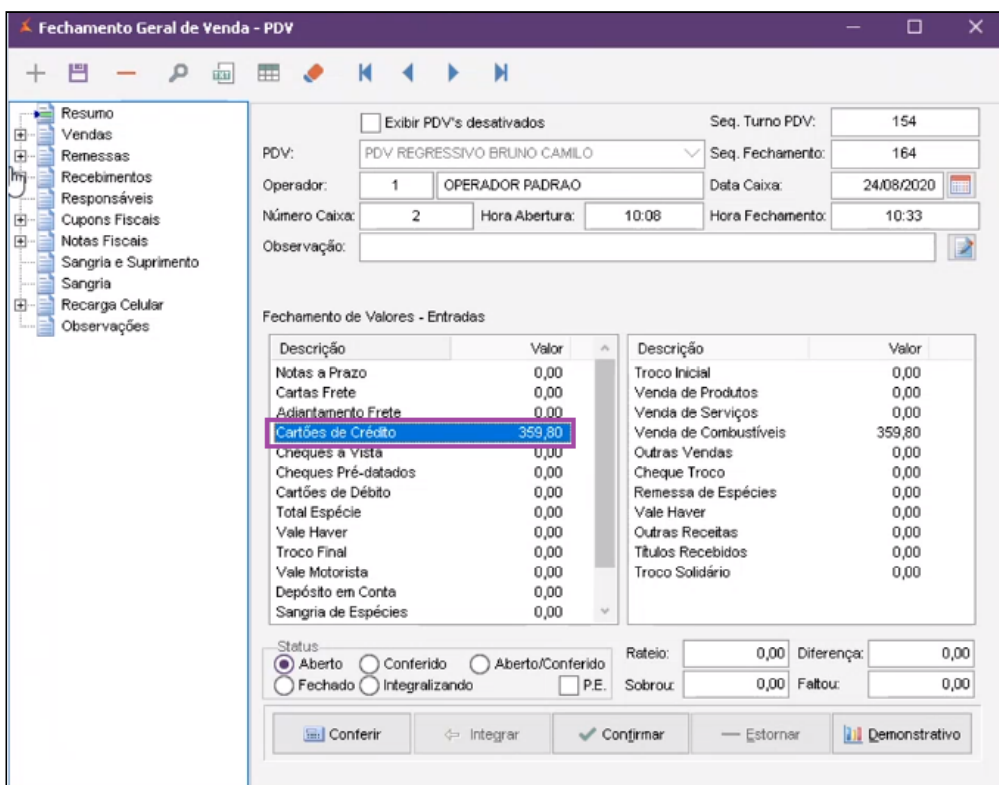 Fechamento Geral de Venda - PDV
Resumo
Vendas
Remessas
Recebimentos
Responsáveis
Cupons Fiscais
Notas Fiscais
Sangria e Suprimento
Sangria
Recarga Celular
Observações
Exibir PDV's desativados
Seq. Turno PDV: 154
PDV: PDV REGRESSIVO BRUNO CAMILO Seq. Fechamento: 164
Operador: 1 OPERADOR PADRAO Data Caixa: 24/08/2020
Número Caixa: 2 Hora Abertura: 10:08 Hora Fechamento: 10:33
Observação:
Fechamento de Valores - Entradas
Descrição Valor
Notas a Prazo 0,00
Cartas Frete 0,00
Adiantamento Frete 0,00
Cartões de Crédito 359,80
Cheques à Vista 0,00
Cheques Pré-datados 0,00
Cartões de Débito 0,00
Total Espécie 0,00
Vale Haver 0,00
Troco Final 0,00
Vale Motorista 0,00
Depósito em Conta 0,00
Sangria de Espécies 0,00
Descrição Valor
Troco Inicial 0,00
Venda de Produtos 0,00
Venda de Serviços 0,00
Venda de Combustíveis 359,80
Outras Vendas 0,00
Cheque Troco 0,00
Remessa de Espécies 0,00
Vale Haver 0,00
Outras Receitas 0,00
Títulos Recebidos 0,00
Troco Solidário 0,00
Status
Aberto Conferido Aberto/Conferido
Fechado Integralizando P.E.
Rateio: 0,00 Diferença: 0,00
Sobrou: 0,00 Faltou: 0,00
Conferir Integrar Confirmar Estornar Demonstrativo